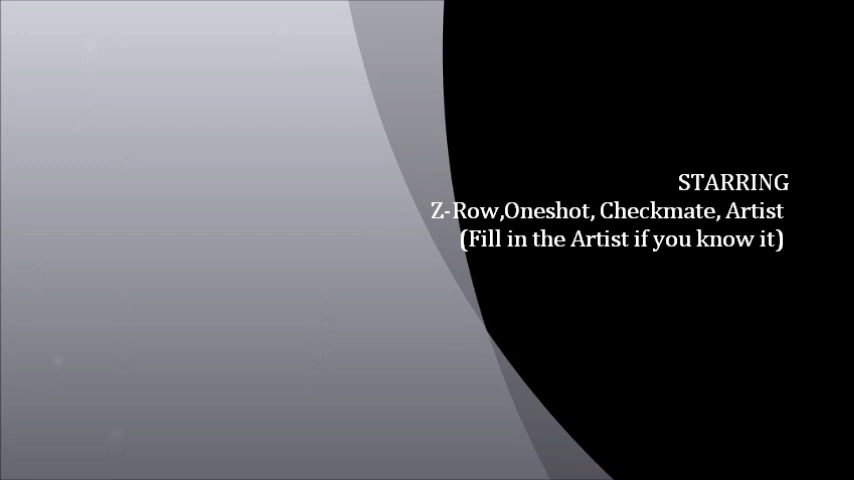 STARRING
Z-Row,Oneshot, Checkmate, Artist
(Fill in the Artist if you know it)